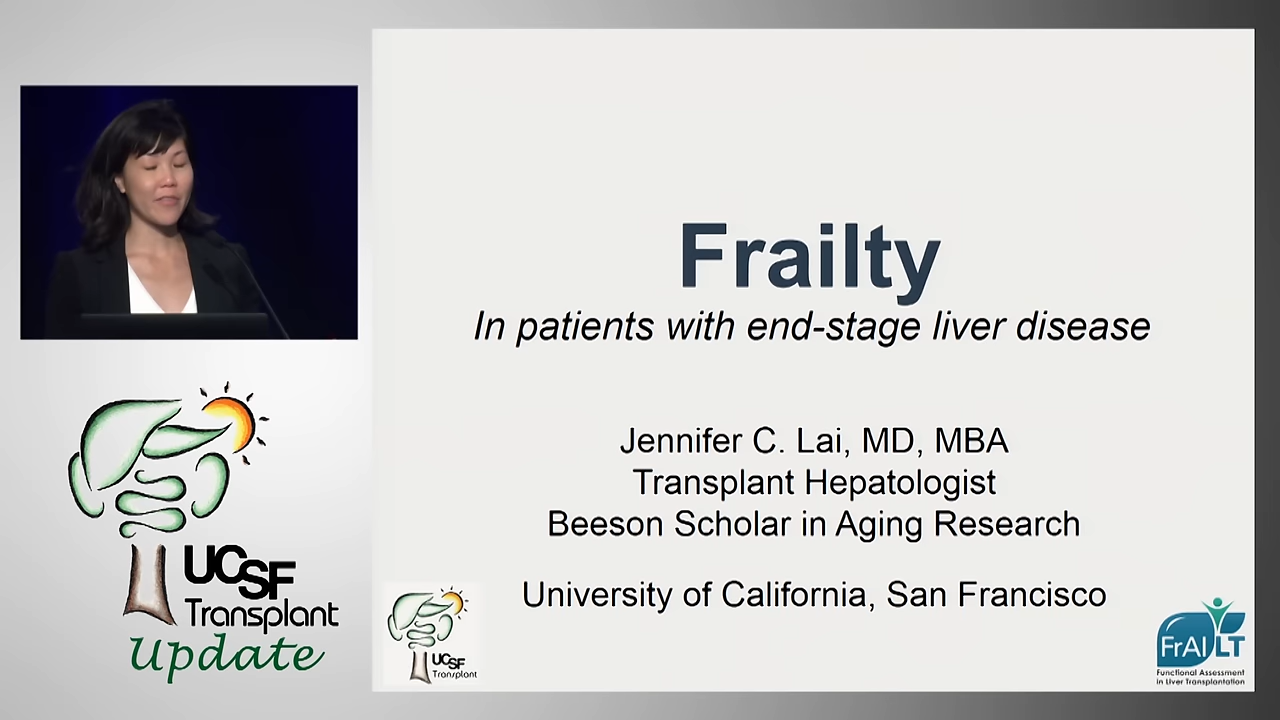 UCSF
Transplant
Update
Frailty
In patients with end-stage liver disease
Jennifer C. Lai, MD, MBA
Transplant Hepatologist
Beeson Scholar in Aging Research
University of California, San Francisco
UCSF
Transplant
FrAILT
Functional Assessment
in Liver Transplantation